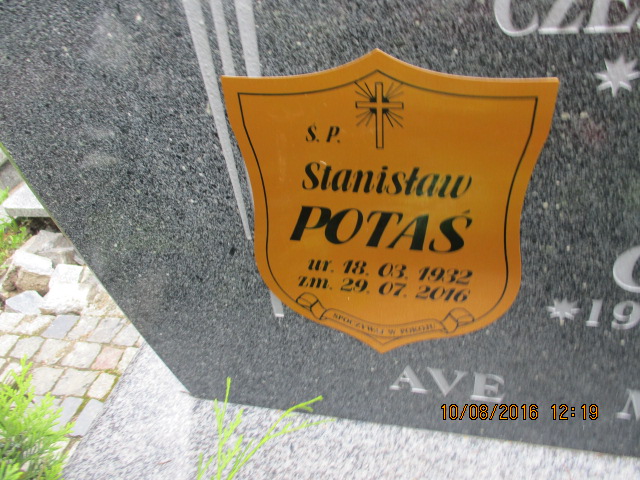 CZE
Ś. P.
Stanisław
POTAŚ
ur. 18. 03. 1932
zm. 29. 07. 2016
SPOCZYWAJ W POKOJU
19
AVE
10/08/2016 12:19